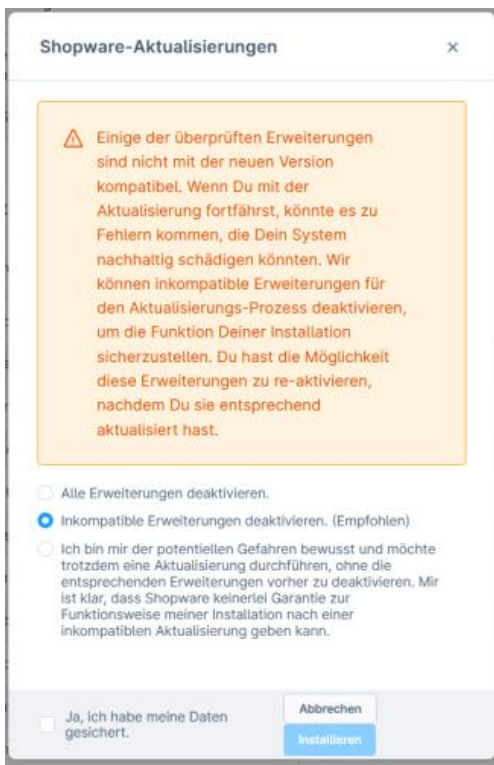 Shopware-Aktualisierungen
Einige der überprüften Erweiterungen
sind nicht mit der neuen Version
kompatibel. Wenn Du mit der
Aktualisierung fortfährst, könnte es zu
Fehlern kommen, die Dein System
nachhaltig schädigen könnten. Wir
können inkompatible Erweiterungen für
den Aktualisierungs-Prozess deaktivieren,
um die Funktion Deiner Installation
sicherzustellen. Du hast die Möglichkeit
diese Erweiterungen zu re-aktivieren,
nachdem Du sie entsprechend
aktualisiert hast.
Alle Erweiterungen deaktivieren.
Inkompatible Erweiterungen deaktivieren. (Empfohlen)
Ich bin mir der potentiellen Gefahren bewusst und möchte
trotzdem eine Aktualisierung durchführen, ohne die
entsprechenden Erweiterungen vorher zu deaktivieren. Mir
ist klar, dass Shopware keinerlei Garantie zur
Funktionsweise meiner Installation nach einer
inkompatiblen Aktualisierung geben kann.
Ja, ich habe meine Daten
gesichert.
Abbrechen
Installieren